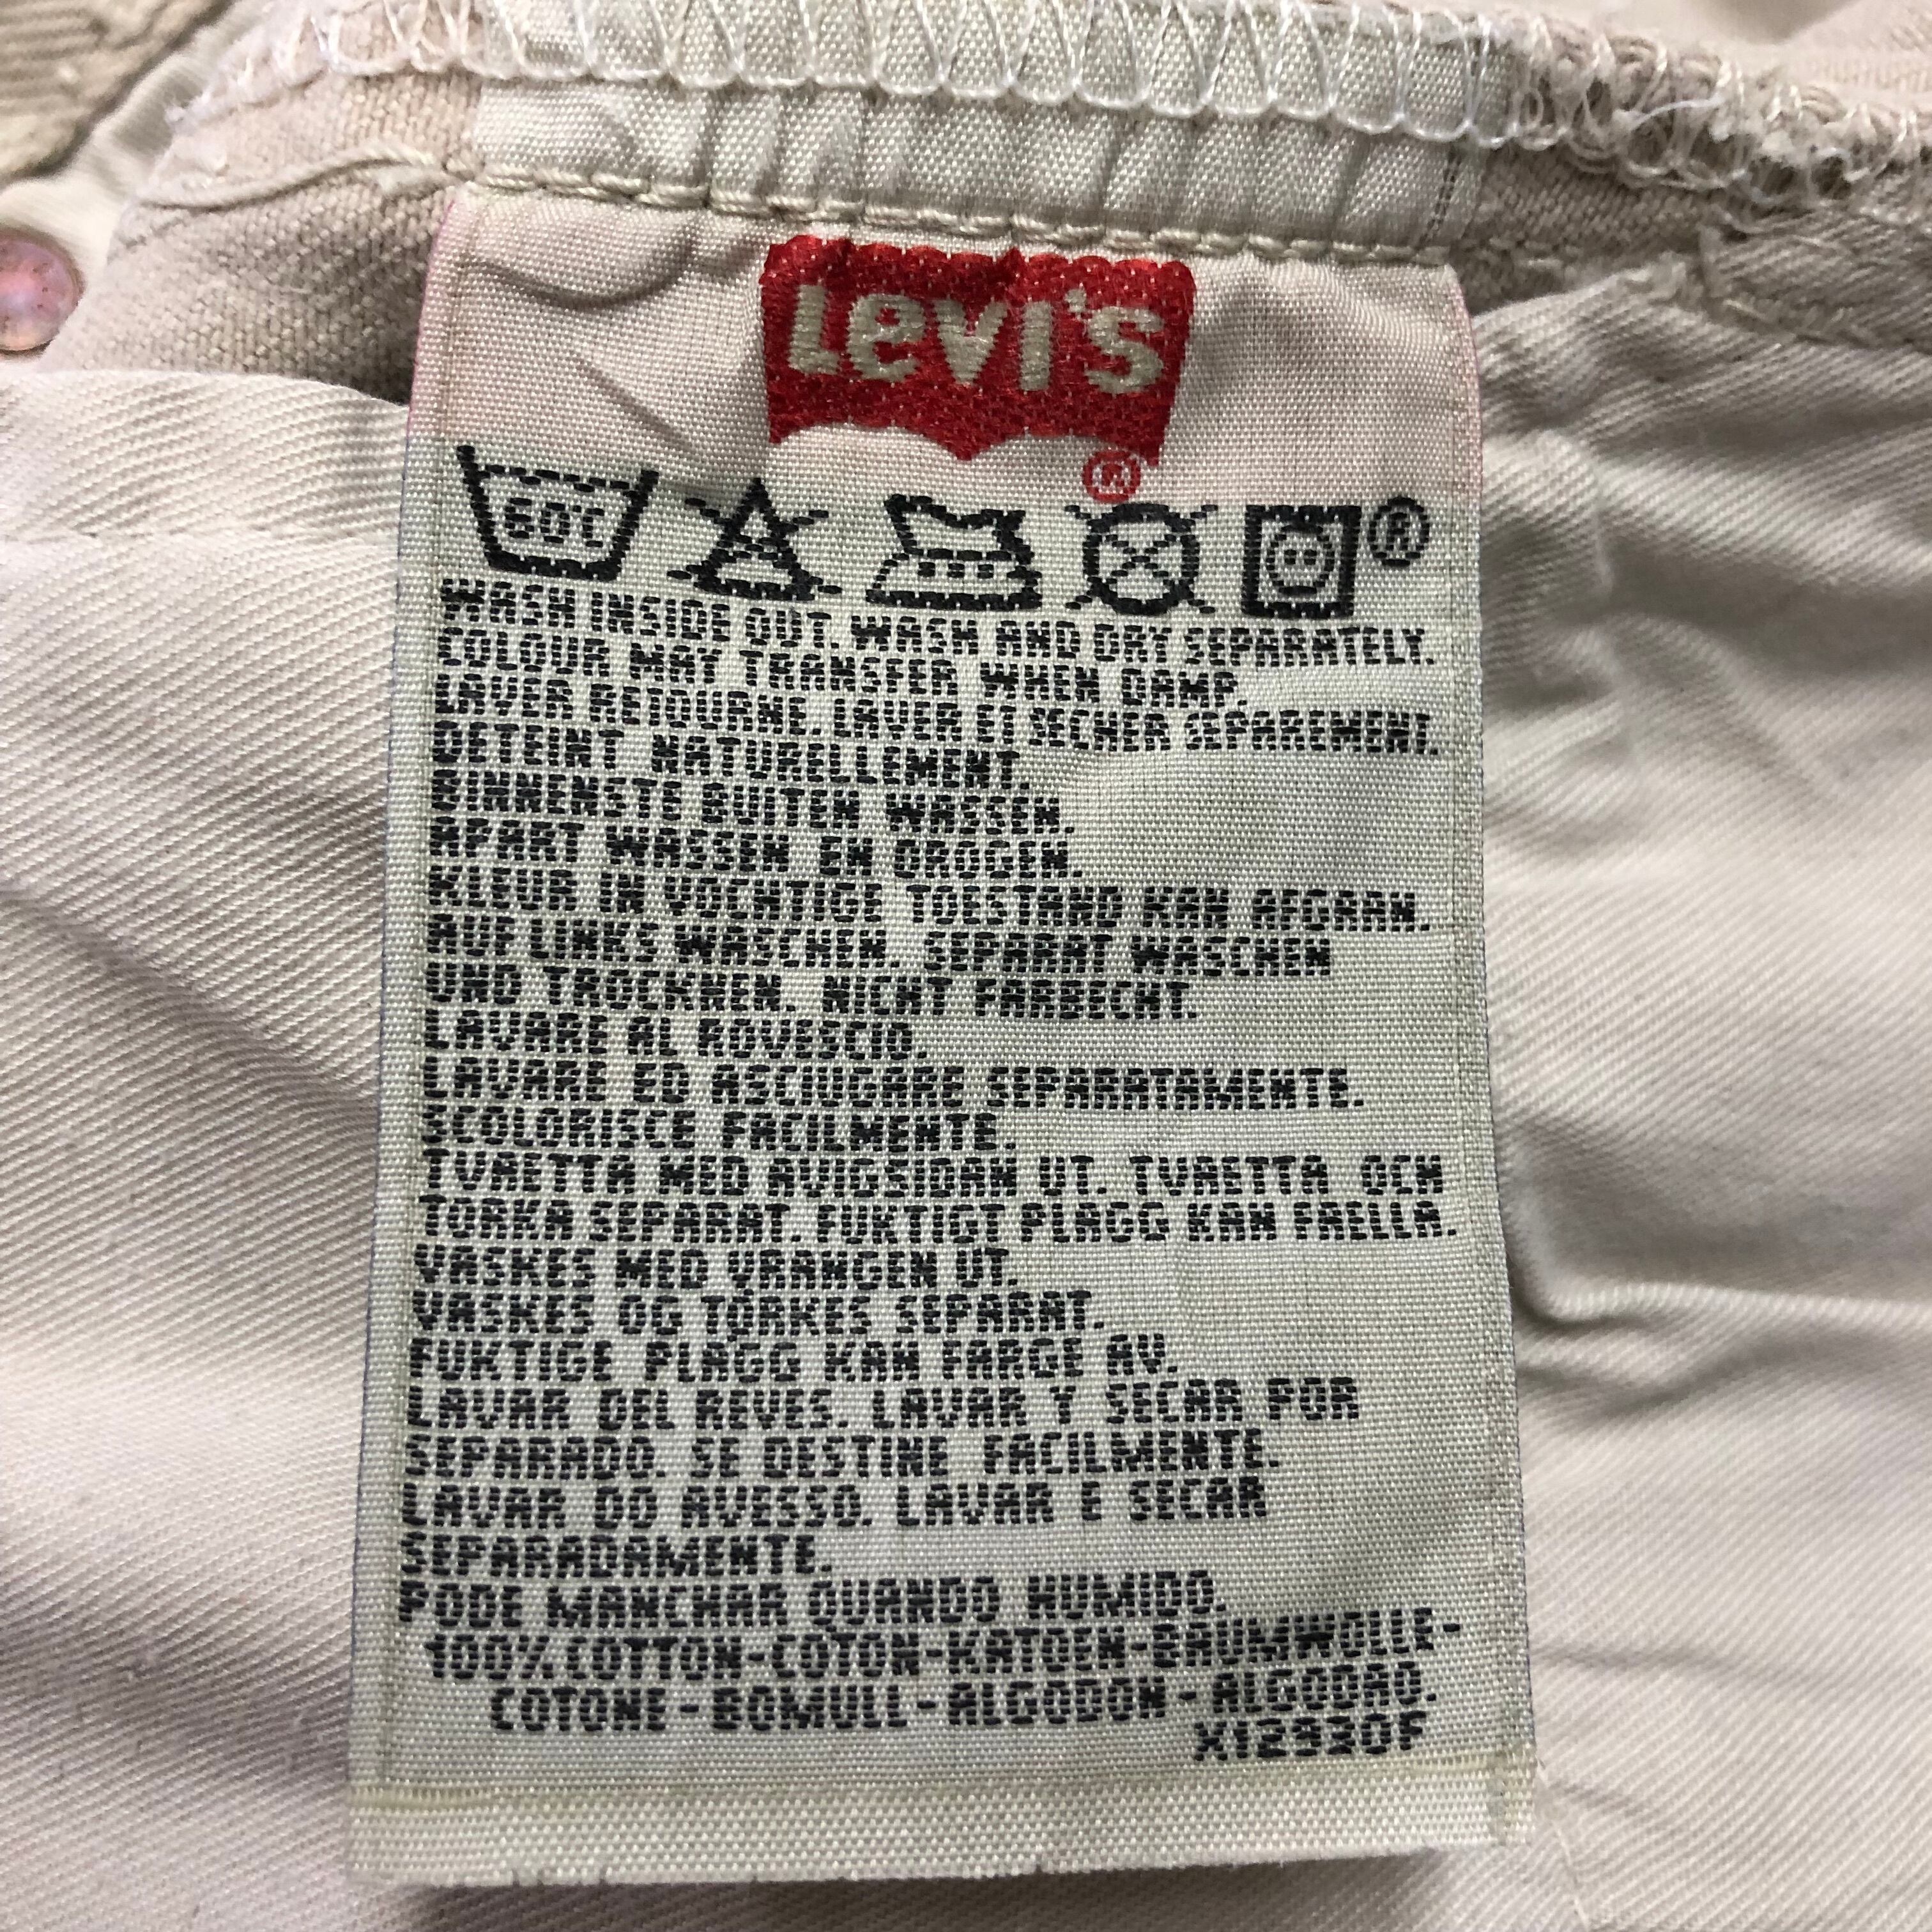 Levi's
®
60°C ®
WASH INSIDE OUT. WASH AND DRY SEPARATELY.
COLOUR MAY TRANSFER WHEN DAMP.
LAVER RETOURNE. LAVER ET SECHER SEPAREMENT.
DETEINT NATURELLEMENT.
BINNENSTE BUITEN WASSEN.
APART WASSEN EN DROGEN.
KLEUR IN VOCHTIGE TOESTAND KAN AFGAAN.
AUF LINKS WASCHEN. SEPARAT WASCHEN
UND TROCKNEN. NICHT FARBECHT.
LAVARE AL ROVESCIO.
LAVARE ED ASCIUGARE SEPARATAMENTE.
SCOLORISCE FACILMENTE.
TVAETTA MED AVIGSIDAN UT. TVAETTA OCH
TORKA SEPARAT. FUKTIGT PLAGG KAN FAELLA.
VASKES MED VRANGEN UT.
VASKES OG TØRKES SEPARAT.
FUKTIGE PLAGG KAN FARGE AV.
LAVAR DEL REVES. LAVAR Y SECAR POR
SEPARADO. SE DESTINE FACILMENTE.
LAVAR DO AVESSO. LAVAR E SECAR
SEPARADAMENTE.
PODE MANCHAR QUANDO HUMIDO.
100% COTTON-COTON-KATOEN-BAUMWOLLE-
COTONE-BOMULL-ALGODON-ALGODAO.
X12930F